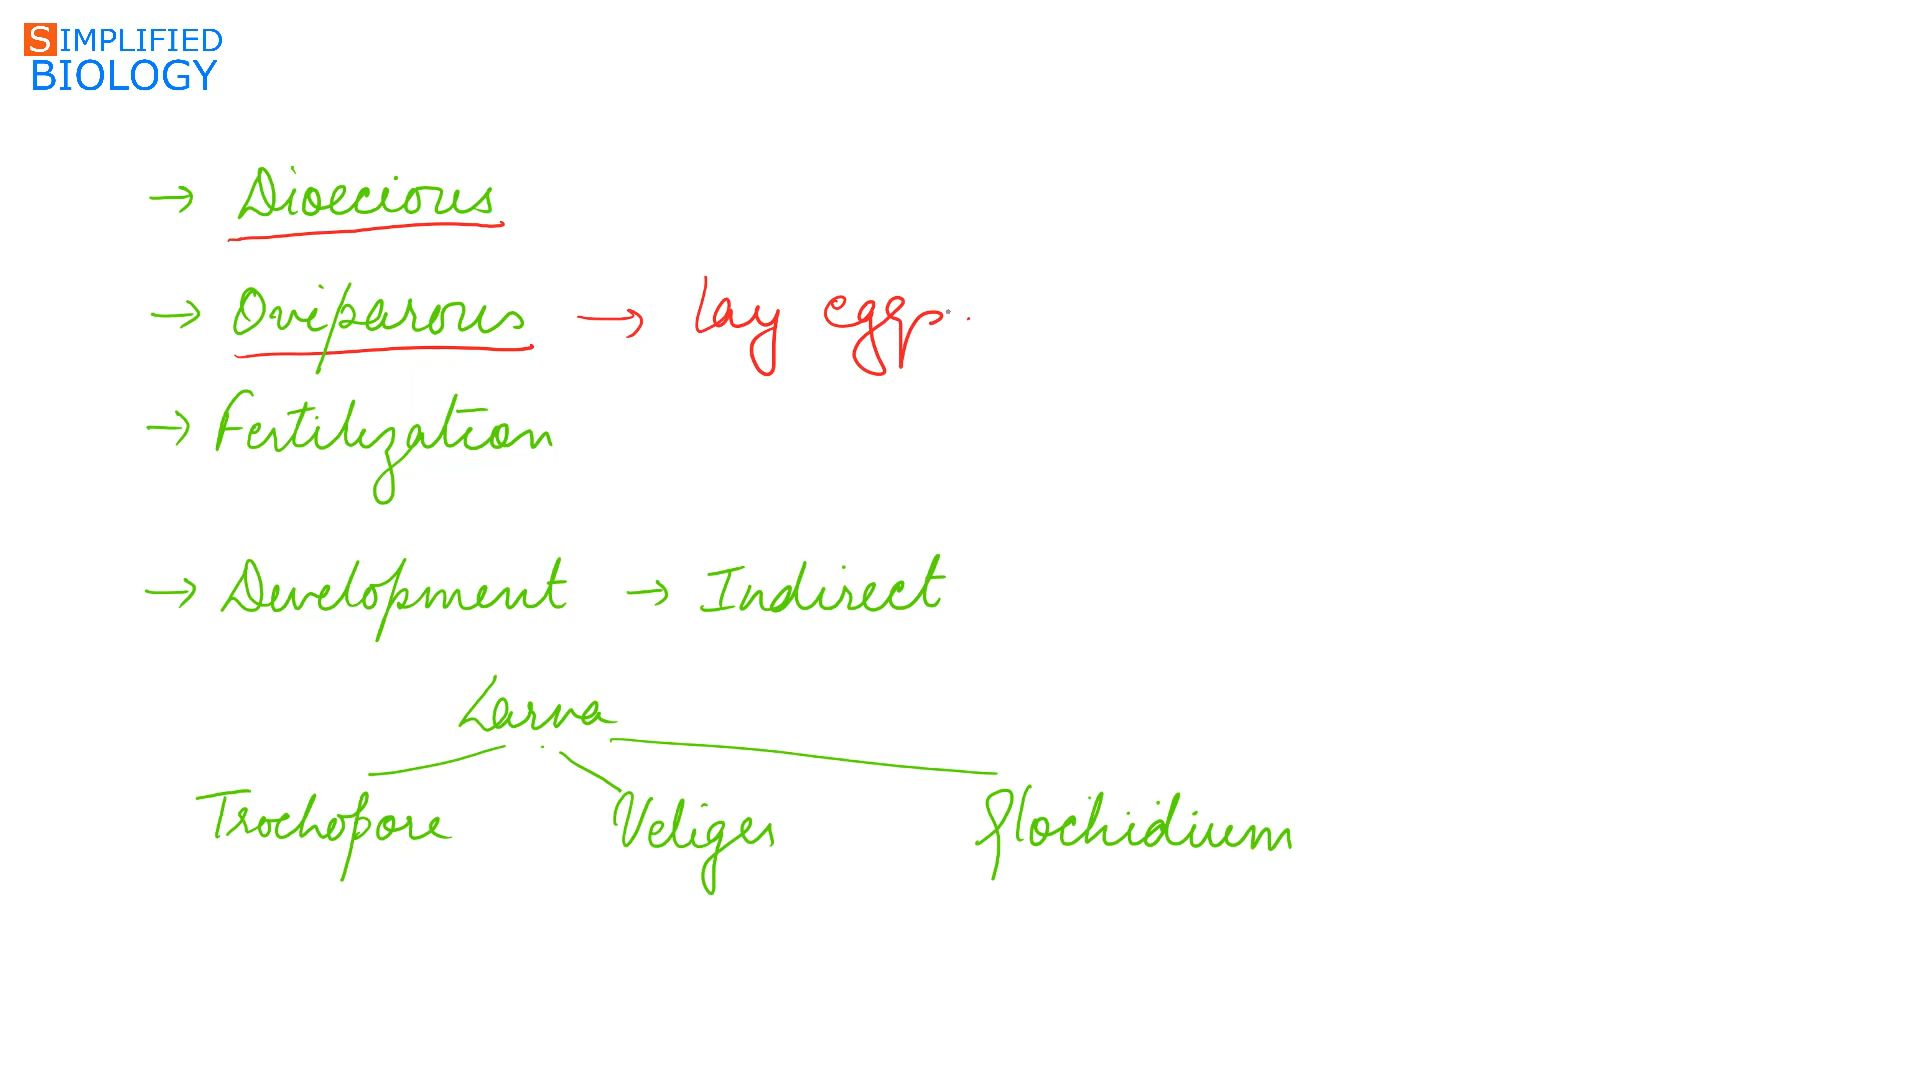 SIMPLIFIED
BIOLOGY
→ Dioecious
→ Oviparous → Lay eggs.
→ Fertilization
→ Development → Indirect
Larva
Trochopore Veliger Glochidium